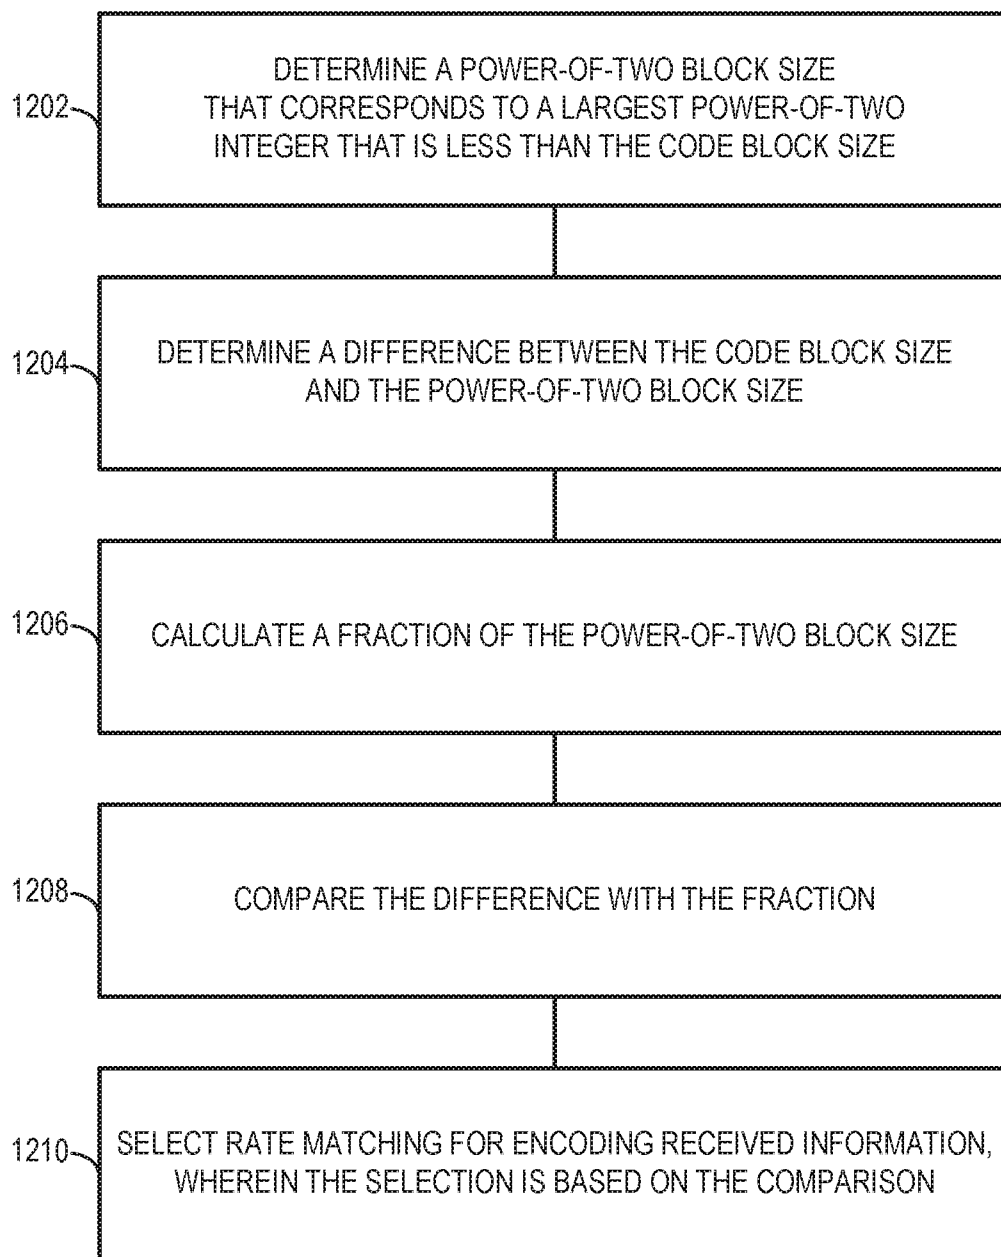 DETERMINE A POWER-OF-TWO BLOCK SIZE
1202
THAT CORRESPONDS TO A LARGEST POWER-OF-TWO
INTEGER THAT IS LESS THAN THE CODE BLOCK SIZE
1204
DETERMINE A DIFFERENCE BETWEEN THE CODE BLOCK SIZE
AND THE POWER-OF-TWO BLOCK SIZE
1206
CALCULATE A FRACTION OF THE POWER-OF-TWO BLOCK SIZE
1208
COMPARE THE DIFFERENCE WITH THE FRACTION
1210
SELECT RATE MATCHING FOR ENCODING RECEIVED INFORMATION,
WHEREIN THE SELECTION IS BASED ON THE COMPARISON